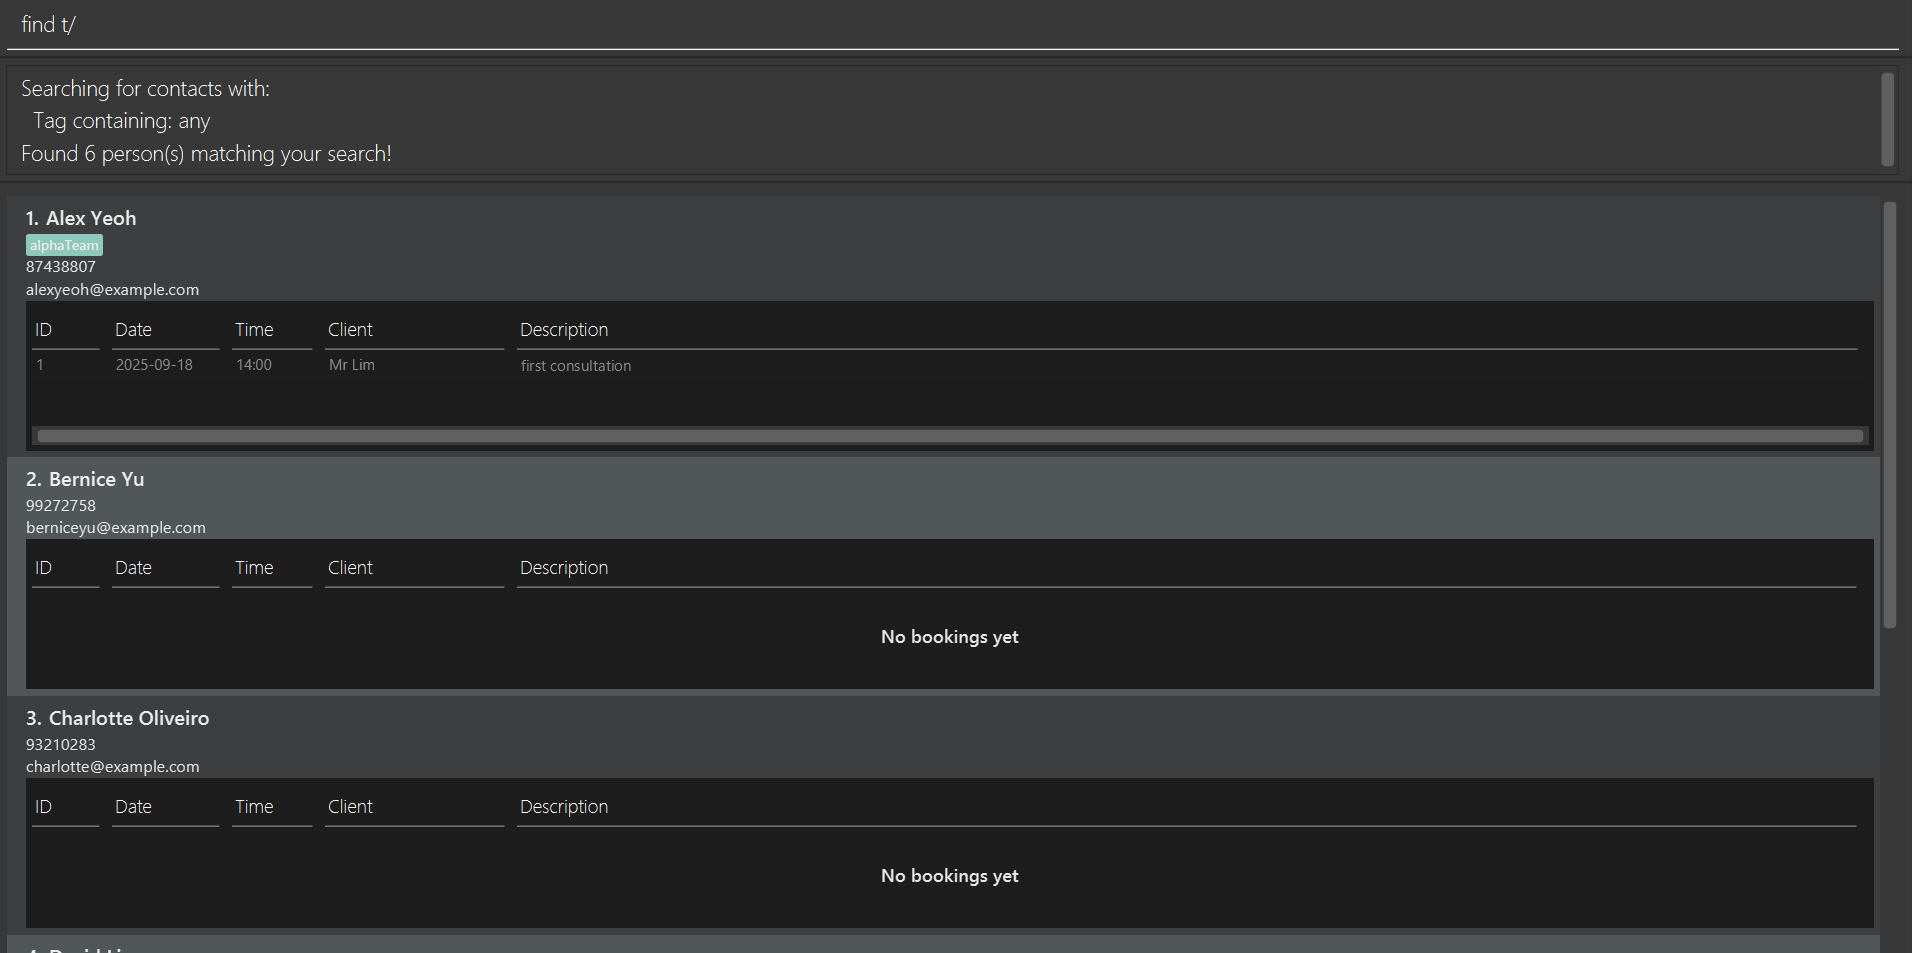 find t/
Searching for contacts with:
Tag containing: any
Found 6 person(s) matching your search!
1. Alex Yeoh
alphaTeam
87438807
alexyeoh@example.com
ID Date Time Client Description
1 2025-09-18 14:00 Mr Lim first consultation
2. Bernice Yu
99272758
berniceyu@example.com
ID Date Time Client Description
No bookings yet
3. Charlotte Oliveiro
93210283
charlotte@example.com
ID Date Time Client Description
No bookings yet